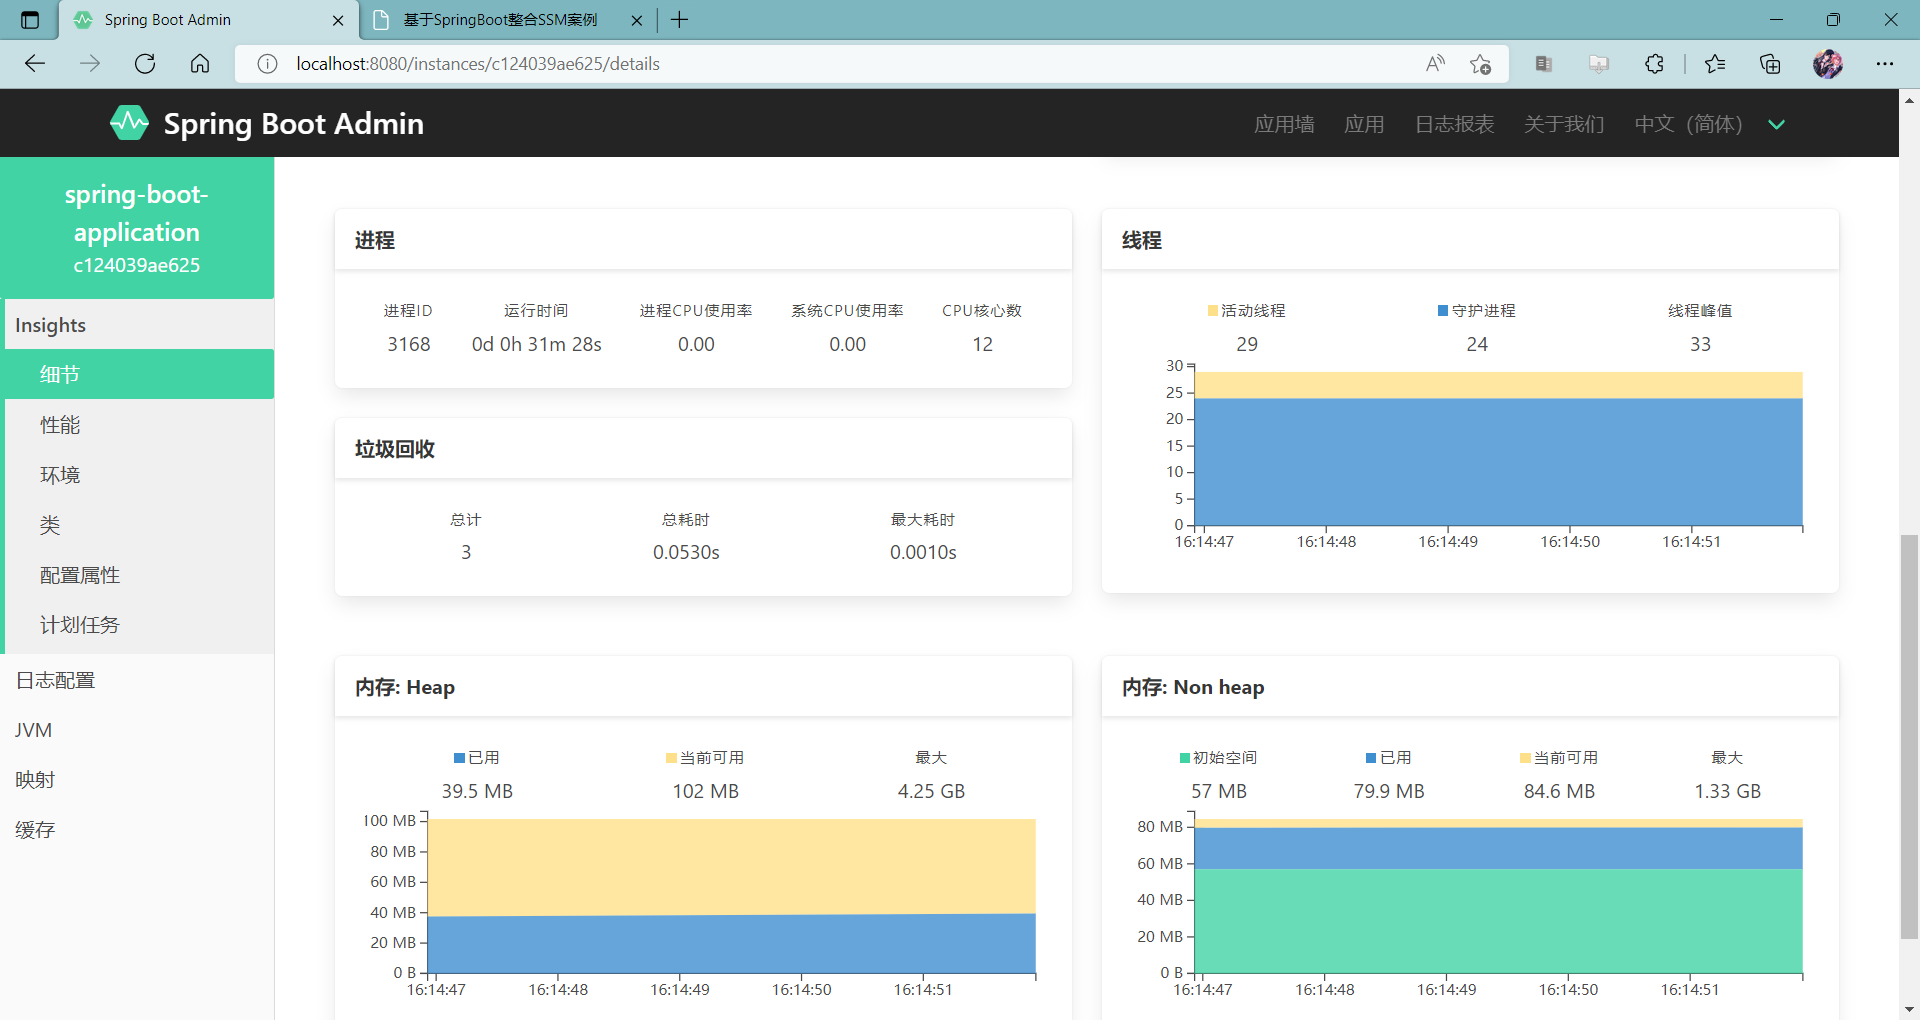 Spring Boot Admin
基于SpringBoot整合SSM案例
localhost:8080/instances/c124039ae625/details
Spring Boot Admin
应用墙 应用 日志报表 关于我们 中文（简体）
spring-boot-
application
c124039ae625
Insights
细节
性能
环境
类
配置属性
计划任务
日志配置
JVM
映射
缓存
进程
进程ID 运行时间 进程CPU使用率 系统CPU使用率 CPU核心数
3168 0d 0h 31m 28s 0.00 0.00 12
垃圾回收
总计 总耗时 最大耗时
3 0.0530s 0.0010s
线程
活动线程 守护进程 线程峰值
29 24 33
30
25
20
15
10
5
0
16:14:47 16:14:48 16:14:49 16:14:50 16:14:51
内存: Heap
已用 当前可用 最大
39.5 MB 102 MB 4.25 GB
100 MB
80 MB
60 MB
40 MB
20 MB
0 B
16:14:47 16:14:48 16:14:49 16:14:50 16:14:51
内存: Non heap
初始空间 已用 当前可用 最大
57 MB 79.9 MB 84.6 MB 1.33 GB
80 MB
60 MB
40 MB
20 MB
0 B
16:14:47 16:14:48 16:14:49 16:14:50 16:14:51